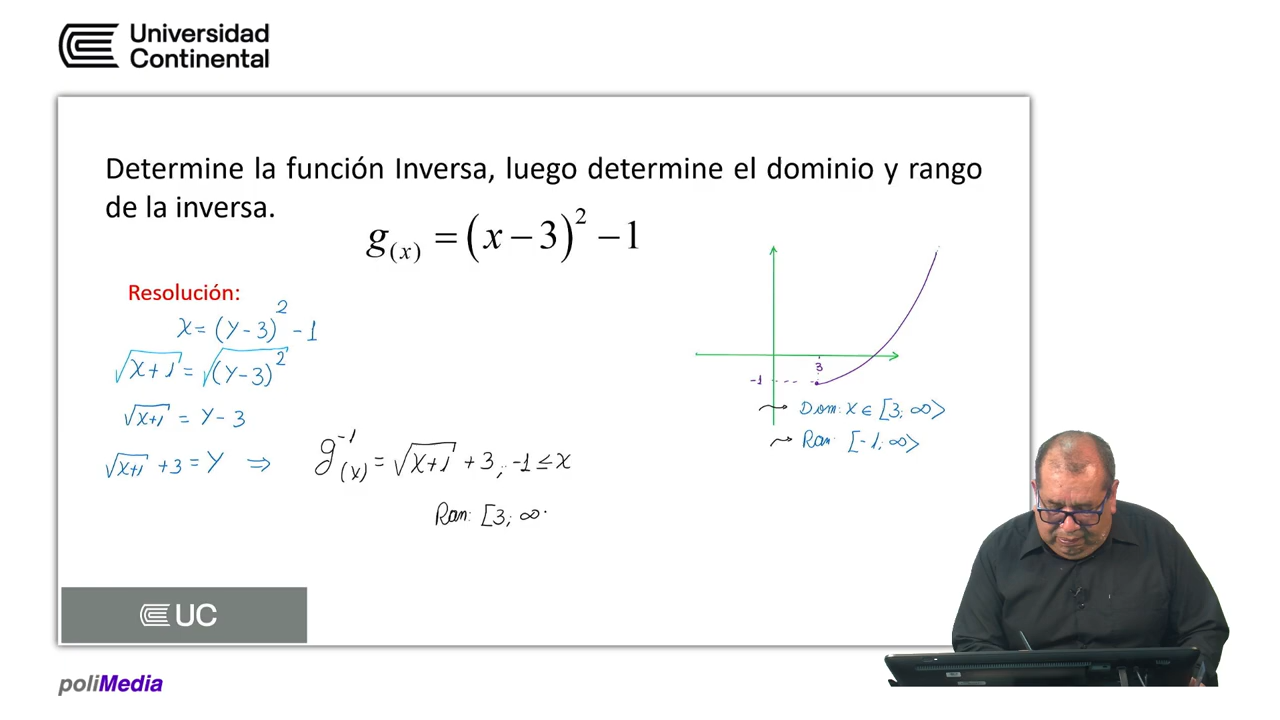 Universidad
Continental
Determine la función Inversa, luego determine el dominio y rango
de la inversa.
g(x) = (x − 3)² − 1
Resolución:
x = (y − 3)² − 1
√(x+1) = √((y−3)²)
√(x+1) = y − 3
√(x+1) + 3 = y ⇒ g⁻¹(x) = √(x+1) + 3 ; −1 ≤ x
Ran: [3; ∞
3
−1
Dom: x ∈ [3; ∞>
Ran: [−1; ∞>
UC
poliMedia